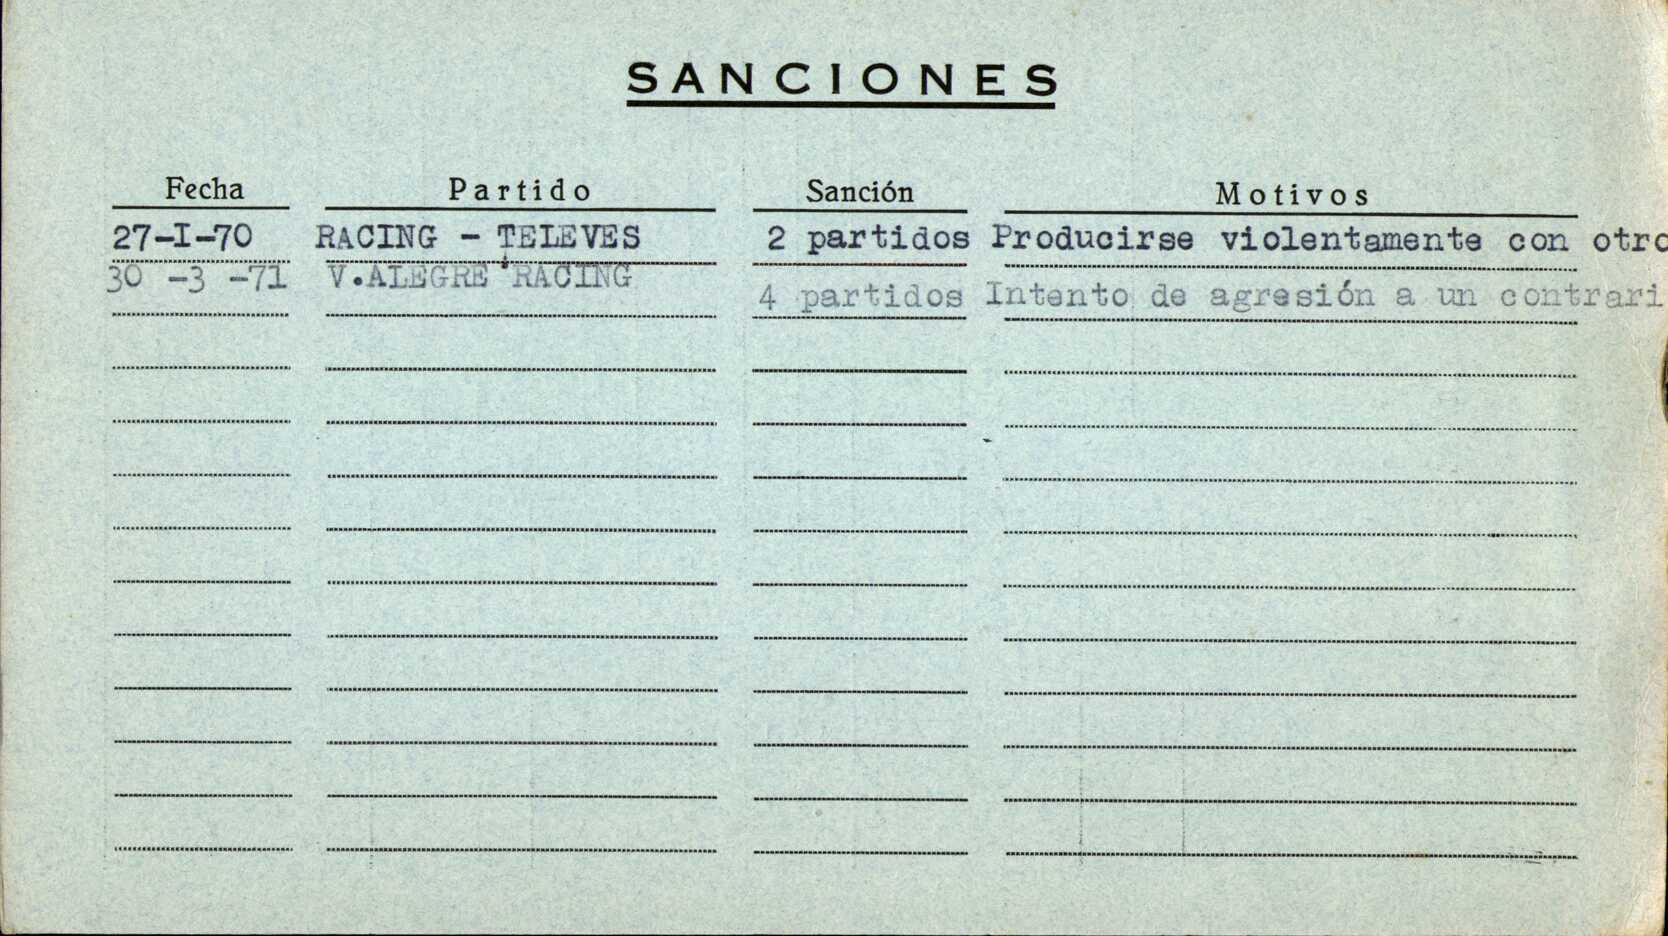 SANCIONES
Fecha Partido Sanción Motivos
27-I-70 RACING - TELEVES 2 partidos Producirse violentamente con otro
30 -3 -71 V.ALEGRE RACING 4 partidos Intento de agresión a un contrari